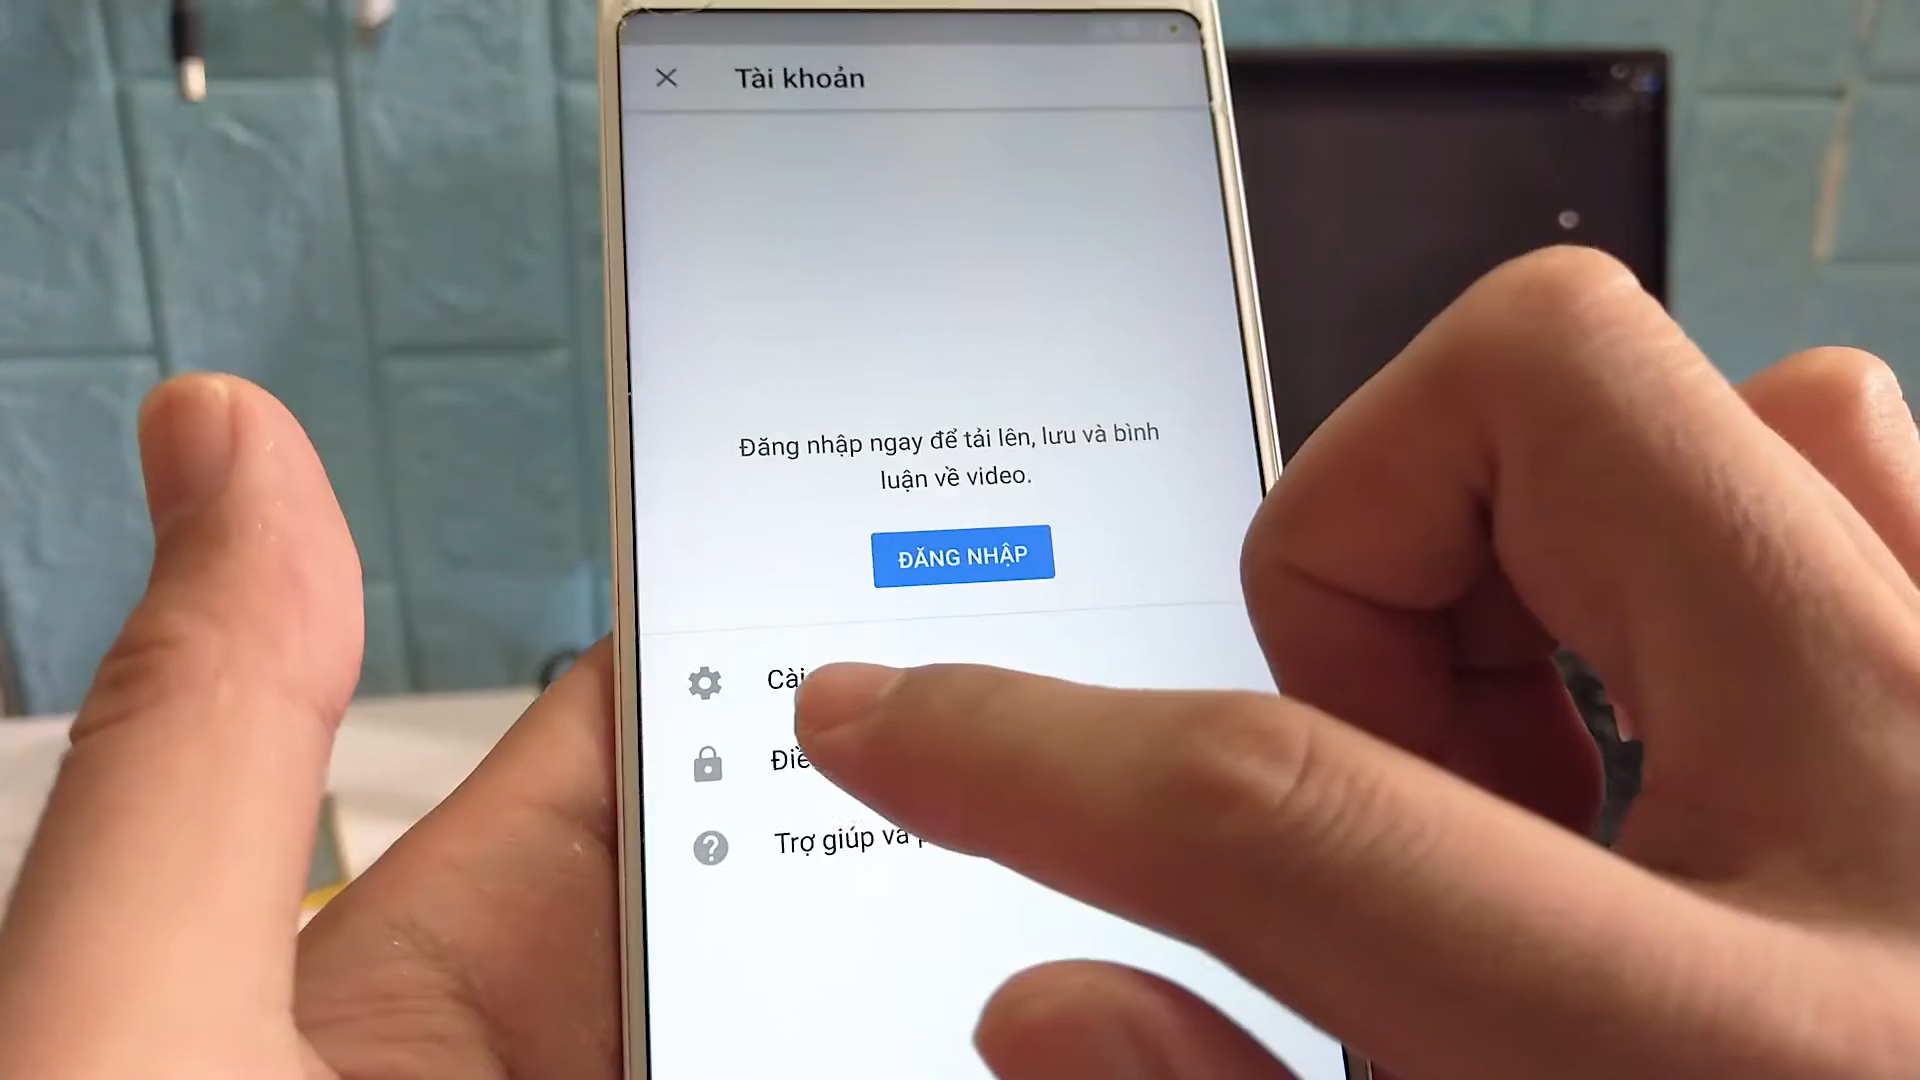 Tài khoản
Đăng nhập ngay để tải lên, lưu và bình
luận về video.
ĐĂNG NHẬP
Cài
Trợ giúp và